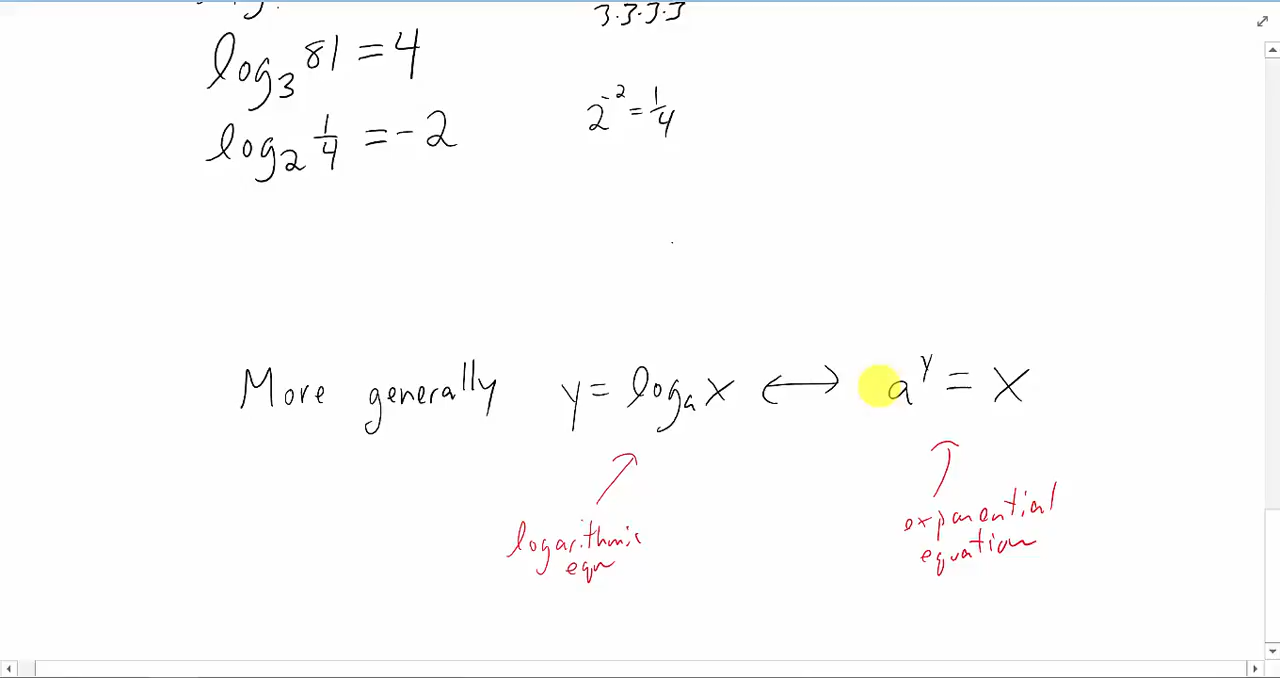 3·3·3·3
log₃ 81 = 4
2⁻² = 1/4
log₂ 1/4 = -2
More generally y = logₐ x ⟷ aʸ = x
logarithmic
eqn
exponential
equation